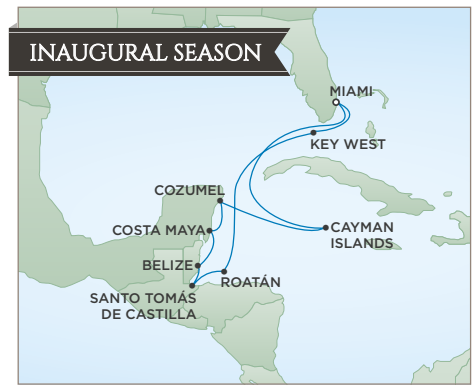 INAUGURAL SEASON
MIAMI
KEY WEST
COZUMEL
COSTA MAYA
CAYMAN
ISLANDS
BELIZE
ROATÁN
SANTO TOMÁS
DE CASTILLA